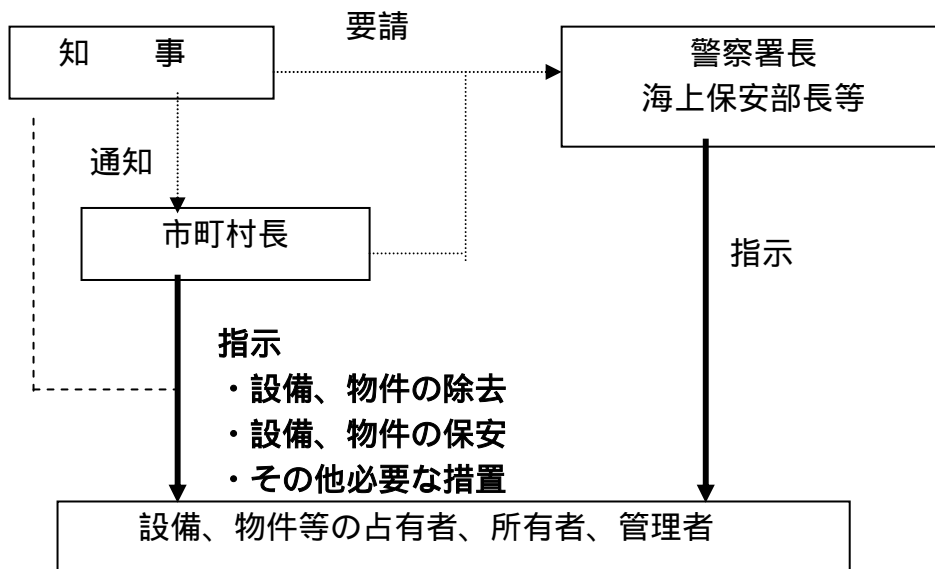 要請
知　　事
警察署長
海上保安部長等
通知
市町村長
指示
指示
・設備、物件の除去
・設備、物件の保安
・その他必要な措置
設備、物件等の占有者、所有者、管理者